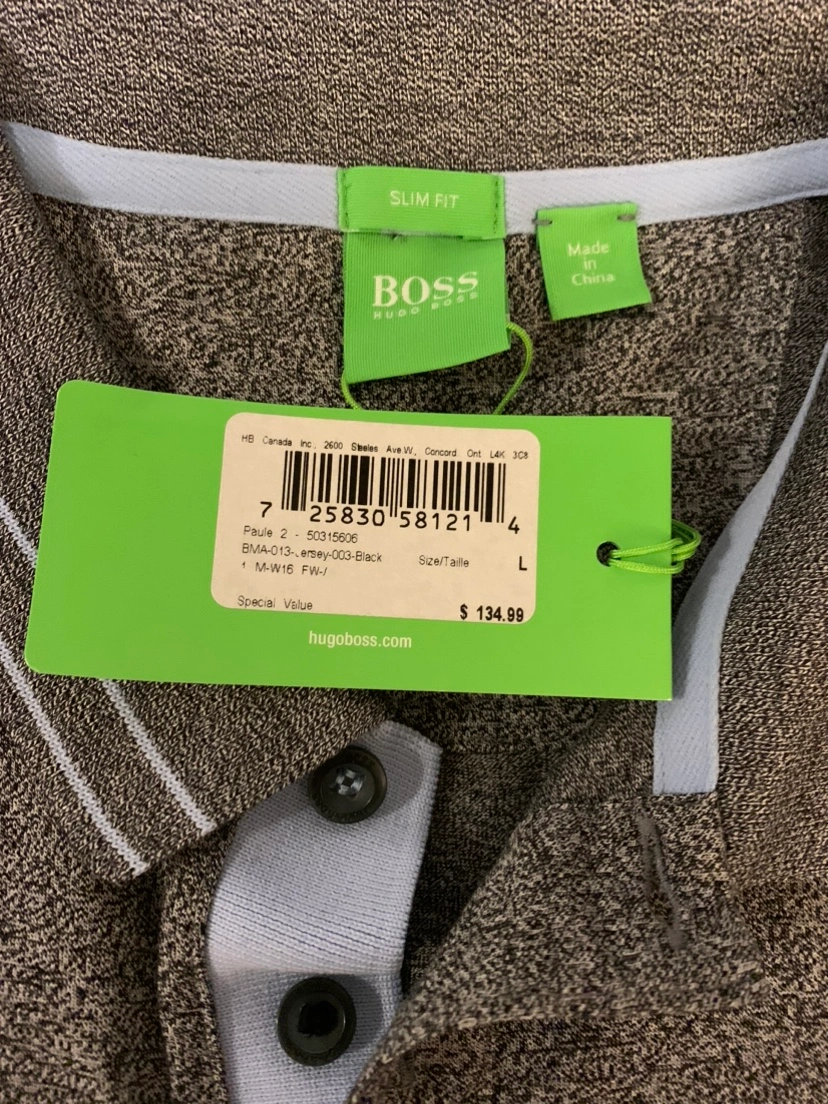 SLIM FIT
BOSS
HUGO BOSS
Made
in
China
HB Canada Inc., 2600 Steeles Ave.W., Concord Ont L4K 3C8
7 25830 58121 4
Paule 2 - 50315606
BMA-013-Jersey-003-Black Size/Taille L
1 M-W16 FW-/
Special Value $ 134.99
hugoboss.com